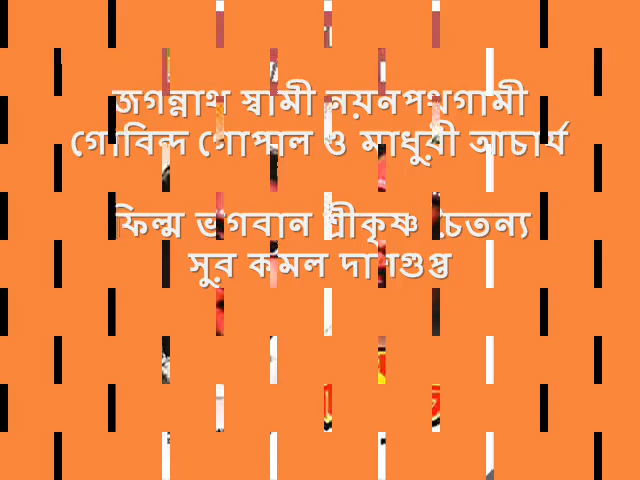 জগন্নাথ স্বামী নয়নপথগামী
গোবিন্দ গোপাল ও মাধুরী আচার্য
ফিল্ম ভগবান শ্রীকৃষ্ণ চৈতন্য
সুর কমল দাশগুপ্ত